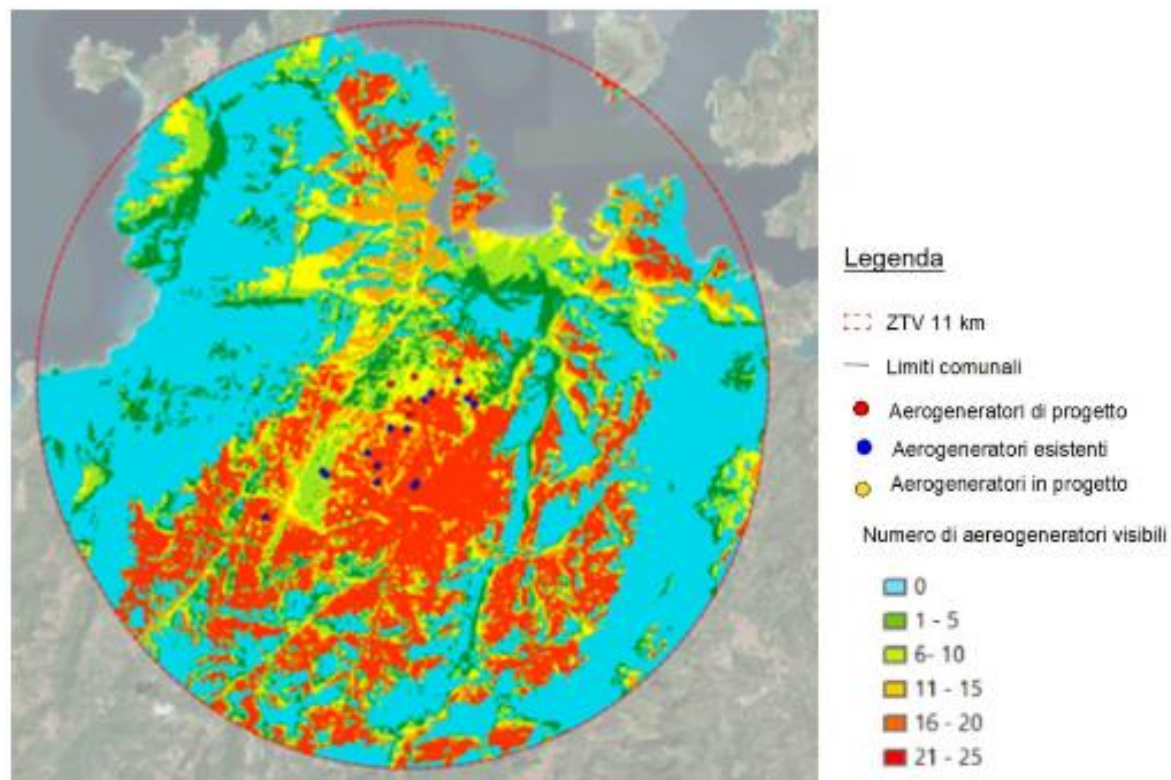 Legenda
ZTV 11 km
Limiti comunali
Aerogeneratori di progetto
Aerogeneratori esistenti
Aerogeneratori in progetto
Numero di aereogeneratori visibili
0
1 - 5
6- 10
11 - 15
16 - 20
21 - 25